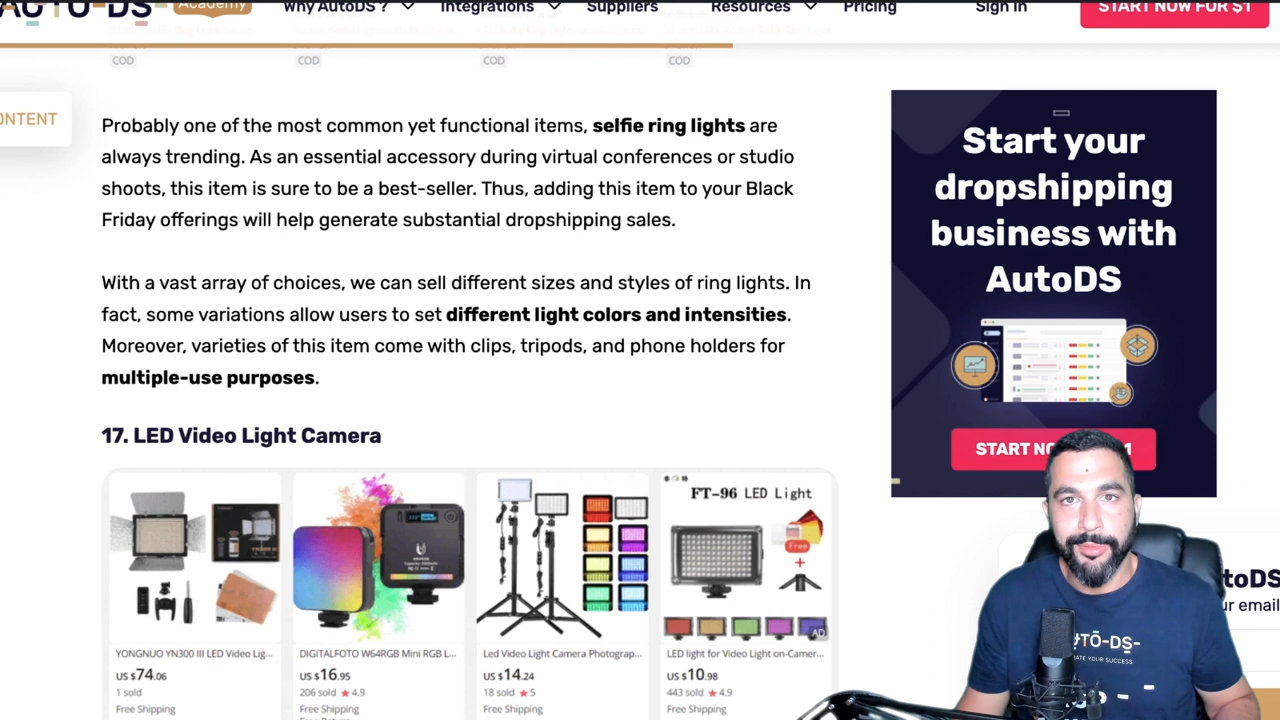 AUTO-DS
Academy
Why AutoDS ?
Integrations
Suppliers
Resources
Pricing
Sign In
START NOW FOR $1
COD
COD
COD
COD
ONTENT
Probably one of the most common yet functional items, selfie ring lights are
always trending. As an essential accessory during virtual conferences or studio
shoots, this item is sure to be a best-seller. Thus, adding this item to your Black
Friday offerings will help generate substantial dropshipping sales.
With a vast array of choices, we can sell different sizes and styles of ring lights. In
fact, some variations allow users to set different light colors and intensities.
Moreover, varieties of this item come with clips, tripods, and phone holders for
multiple-use purposes.
17. LED Video Light Camera
FT-96 LED Light
Free
AD
YONGNUO YN300 III LED Video Lig...
US $74.06
1 sold
Free Shipping
DIGITALFOTO W64RGB Mini RGB L...
US $16.95
206 sold ★ 4.9
Free Shipping
Led Video Light Camera Photograp...
US $14.24
18 sold ★ 5
Free Shipping
LED light for Video Light on-Camer...
US $10.98
443 sold ★ 4.9
Free Shipping
Start your
dropshipping
business with
AutoDS
START NO
1
toDS
ur email
AUTO-DS